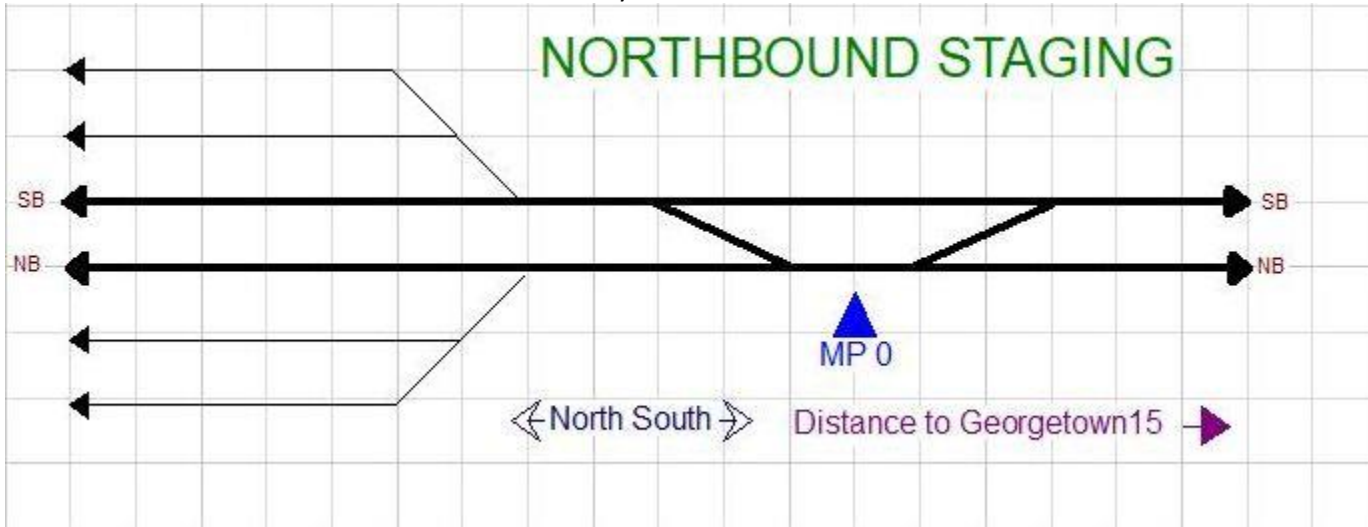 NORTHBOUND STAGING
SB
SB
NB
NB
MP 0
North South
Distance to Georgetown15